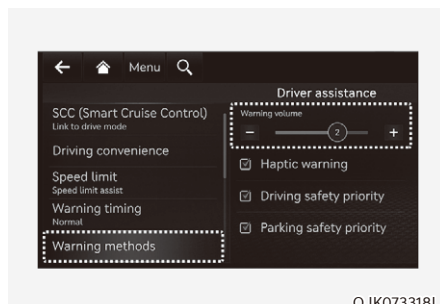 Menu
Driver assistance
SCC (Smart Cruise Control)
Link to drive mode
Driving convenience
Speed limit
Speed limit assist
Warning timing
Normal
Warning methods
Warning volume
− 2 +
Haptic warning
Driving safety priority
Parking safety priority
OJK073318L